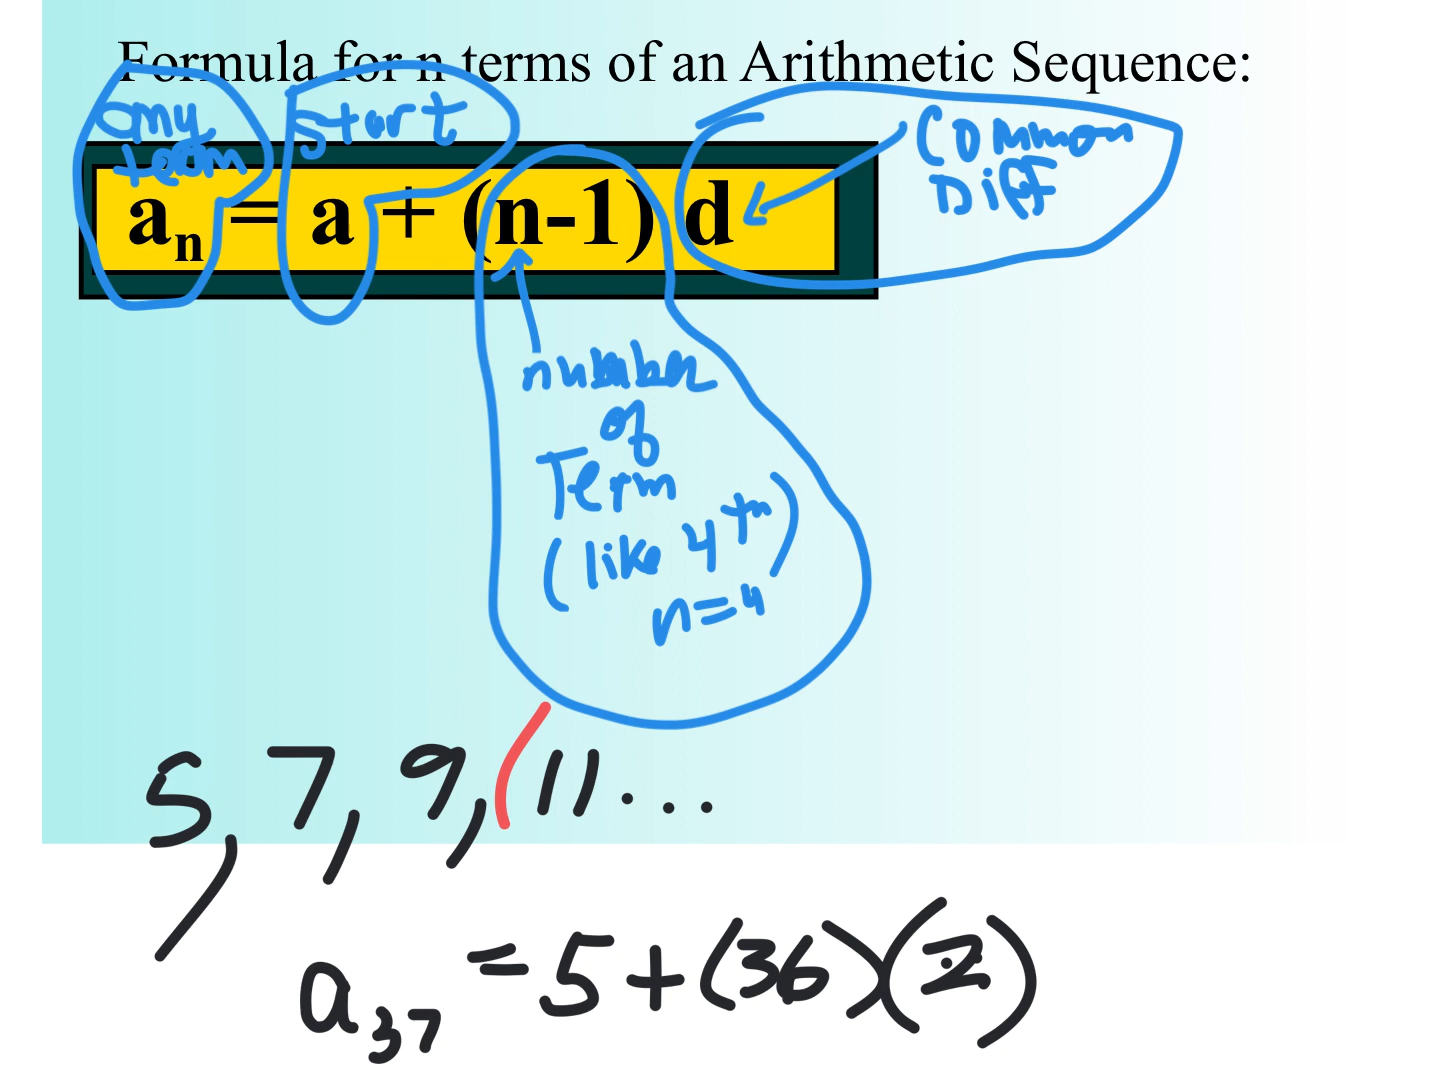 Formula for n terms of an Arithmetic Sequence:
any
term
start
Common
Diff
aₙ = a + (n-1) d
number
of
Term
(like 4th)
n=4
5, 7, 9, (11...
a₃₇ = 5+(36)(2)